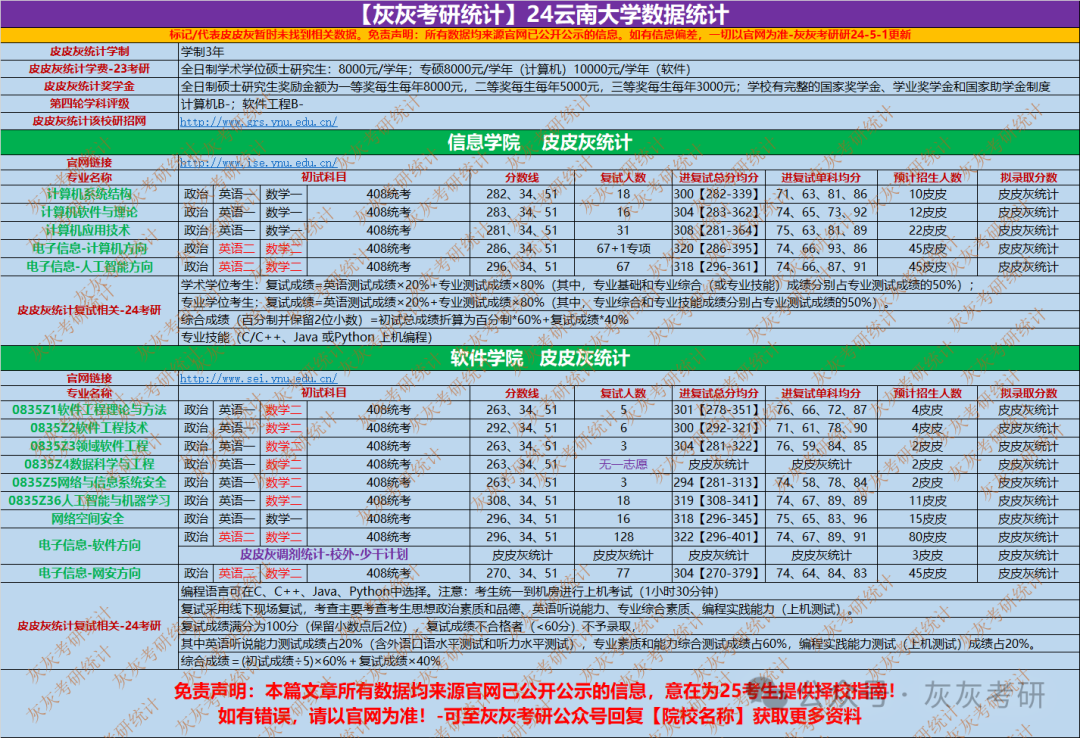 【灰灰考研统计】24云南大学数据统计
标记/代表皮皮灰暂时未找到相关数据。免责声明：所有数据均来源官网已公开公示的信息。如有信息偏差，一切以官网为准-灰灰考研研24-5-1更新
皮皮灰统计学制 学制3年
皮皮灰统计学费-23考研 全日制学术学位硕士研究生：8000元/学年；专硕8000元/学年（计算机）10000元/学年（软件）
皮皮灰统计奖学金 全日制硕士研究生奖励金额为一等奖每生每年8000元，二等奖每生每年5000元，三等奖每生每年3000元；学校有完整的国家奖学金、学业奖学金和国家助学金制度
第四轮学科评级 计算机B-；软件工程B-
皮皮灰统计该校研招网 http://www.grs.ynu.edu.cn/
信息学院 皮皮灰统计
官网链接 http://www.ise.ynu.edu.cn/
专业名称 初试科目 分数线 复试人数 进复试总分均分 进复试单科均分 预计招生人数 拟录取分数
计算机系统结构 政治 英语一 数学一 408统考 282、34、51 18 300【282-339】 71、63、81、86 10皮皮 皮皮灰统计
计算机软件与理论 政治 英语一 数学一 408统考 283、34、51 16 304【283-362】 74、65、73、92 12皮皮 皮皮灰统计
计算机应用技术 政治 英语一 数学一 408统考 281、34、51 31 308【281-364】 75、63、81、89 22皮皮 皮皮灰统计
电子信息-计算机方向 政治 英语二 数学二 408统考 286、34、51 67+1专项 320【286-395】 74、66、93、86 45皮皮 皮皮灰统计
电子信息-人工智能方向 政治 英语二 数学二 408统考 296、34、51 67 318【296-361】 74、66、87、91 45皮皮 皮皮灰统计
皮皮灰统计复试相关-24考研
学术学位考生：复试成绩=英语测试成绩×20%+专业测试成绩×80%（其中，专业基础和专业综合（或专业技能）成绩分别占专业测试成绩的50%）；
专业学位考生：复试成绩=英语测试成绩×20%+专业测试成绩×80%（其中，专业综合和专业技能成绩分别占专业测试成绩的50%）。
综合成绩（百分制并保留2位小数）=初试总成绩折算为百分制*60%+复试成绩*40%
专业技能（C/C++、Java 或Python 上机编程）
软件学院 皮皮灰统计
官网链接 http://www.sei.ynu.edu.cn/
专业名称 初试科目 分数线 复试人数 进复试总分均分 进复试单科均分 预计招生人数 拟录取分数
0835Z1软件工程理论与方法 政治 英语一 数学二 408统考 263、34、51 5 301【278-351】 76、66、72、87 4皮皮 皮皮灰统计
0835Z2软件工程技术 政治 英语一 数学二 408统考 292、34、51 6 300【292-321】 71、61、78、90 4皮皮 皮皮灰统计
0835Z3领域软件工程 政治 英语一 数学二 408统考 263、34、51 3 304【281-322】 76、59、84、85 2皮皮 皮皮灰统计
0835Z4数据科学与工程 政治 英语一 数学二 408统考 263、34、51 无一志愿 皮皮灰统计 皮皮灰统计 2皮皮 皮皮灰统计
0835Z5网络与信息系统安全 政治 英语一 数学二 408统考 263、34、51 3 294【281-313】 74、58、78、84 2皮皮 皮皮灰统计
0835Z36人工智能与机器学习 政治 英语一 数学二 408统考 308、34、51 18 319【308-341】 74、67、89、89 11皮皮 皮皮灰统计
网络空间安全 政治 英语一 数学一 408统考 296、34、51 16 318【296-345】 75、65、83、96 15皮皮 皮皮灰统计
电子信息-软件方向 政治 英语二 数学二 408统考 296、34、51 128 322【296-401】 74、67、89、91 80皮皮 皮皮灰统计
皮皮灰调剂统计-校外-少干计划 皮皮灰统计 皮皮灰统计 皮皮灰统计 皮皮灰统计 3皮皮 皮皮灰统计
电子信息-网安方向 政治 英语二 数学二 408统考 270、34、51 77 304【270-379】 74、64、84、83 45皮皮 皮皮灰统计
皮皮灰统计复试相关-24考研
编程语言可在C、C++、Java、Python中选择。注意：考生统一到机房进行上机考试（1小时30分钟）
复试采用线下现场复试，考查主要考查考生思想政治素质和品德、英语听说能力、专业综合素质、编程实践能力（上机测试）。
复试成绩满分为100分（保留小数点后2位），复试成绩不合格者（<60分）不予录取。
其中英语听说能力测试成绩占20%（含外语口语水平测试和听力水平测试），专业素质和能力综合测试成绩占60%，编程实践能力测试（上机测试）成绩占20%。
综合成绩＝(初试成绩÷5)×60%＋复试成绩×40%
免责声明：本篇文章所有数据均来源官网已公开公示的信息，意在为25考生提供择校指南！
如有错误，请以官网为准！-可至灰灰考研公众号回复【院校名称】获取更多资料
公众号 · 灰灰考研